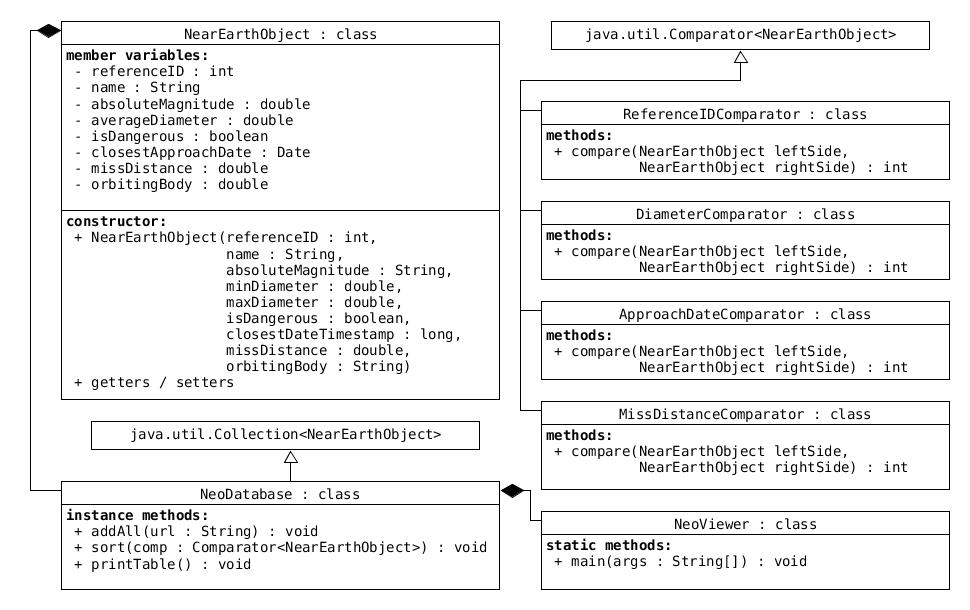 NearEarthObject : class
member variables:
- referenceID : int
- name : String
- absoluteMagnitude : double
- averageDiameter : double
- isDangerous : boolean
- closestApproachDate : Date
- missDistance : double
- orbitingBody : double
constructor:
+ NearEarthObject(referenceID : int,
name : String,
absoluteMagnitude : String,
minDiameter : double,
maxDiameter : double,
isDangerous : boolean,
closestDateTimestamp : long,
missDistance : double,
orbitingBody : String)
+ getters / setters
java.util.Collection<NearEarthObject>
NeoDatabase : class
instance methods:
+ addAll(url : String) : void
+ sort(comp : Comparator<NearEarthObject>) : void
+ printTable() : void
java.util.Comparator<NearEarthObject>
ReferenceIDComparator : class
methods:
+ compare(NearEarthObject leftSide,
NearEarthObject rightSide) : int
DiameterComparator : class
methods:
+ compare(NearEarthObject leftSide,
NearEarthObject rightSide) : int
ApproachDateComparator : class
methods:
+ compare(NearEarthObject leftSide,
NearEarthObject rightSide) : int
MissDistanceComparator : class
methods:
+ compare(NearEarthObject leftSide,
NearEarthObject rightSide) : int
NeoViewer : class
static methods:
+ main(args : String[]) : void